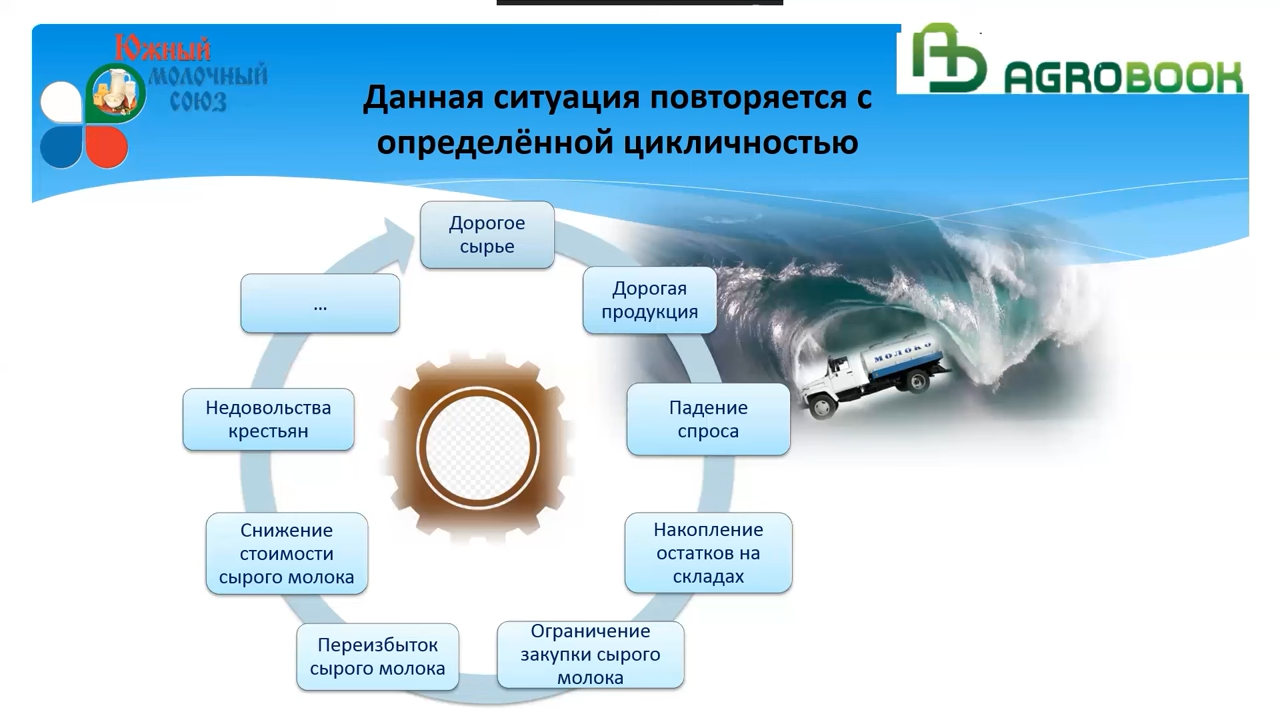 Южный
молочный
союз
AGROBOOK
Данная ситуация повторяется с
определённой цикличностью
Дорогое
сырье
Дорогая
продукция
Падение
спроса
Накопление
остатков на
складах
Ограничение
закупки сырого
молока
Переизбыток
сырого молока
Снижение
стоимости
сырого молока
Недовольства
крестьян
...
МОЛОКО